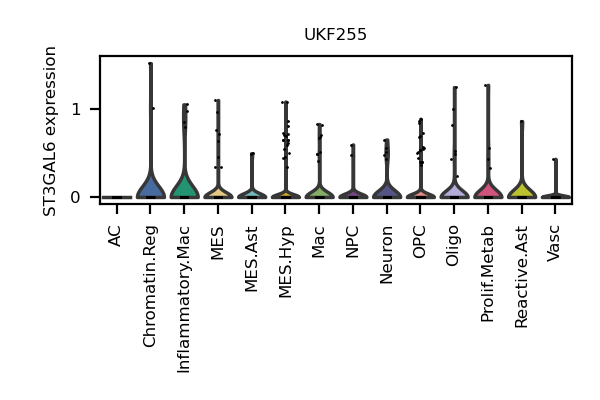 UKF255
ST3GAL6 expression
1
0
AC
Chromatin.Reg
Inflammatory.Mac
MES
MES.Ast
MES.Hyp
Mac
NPC
Neuron
OPC
Oligo
Prolif.Metab
Reactive.Ast
Vasc